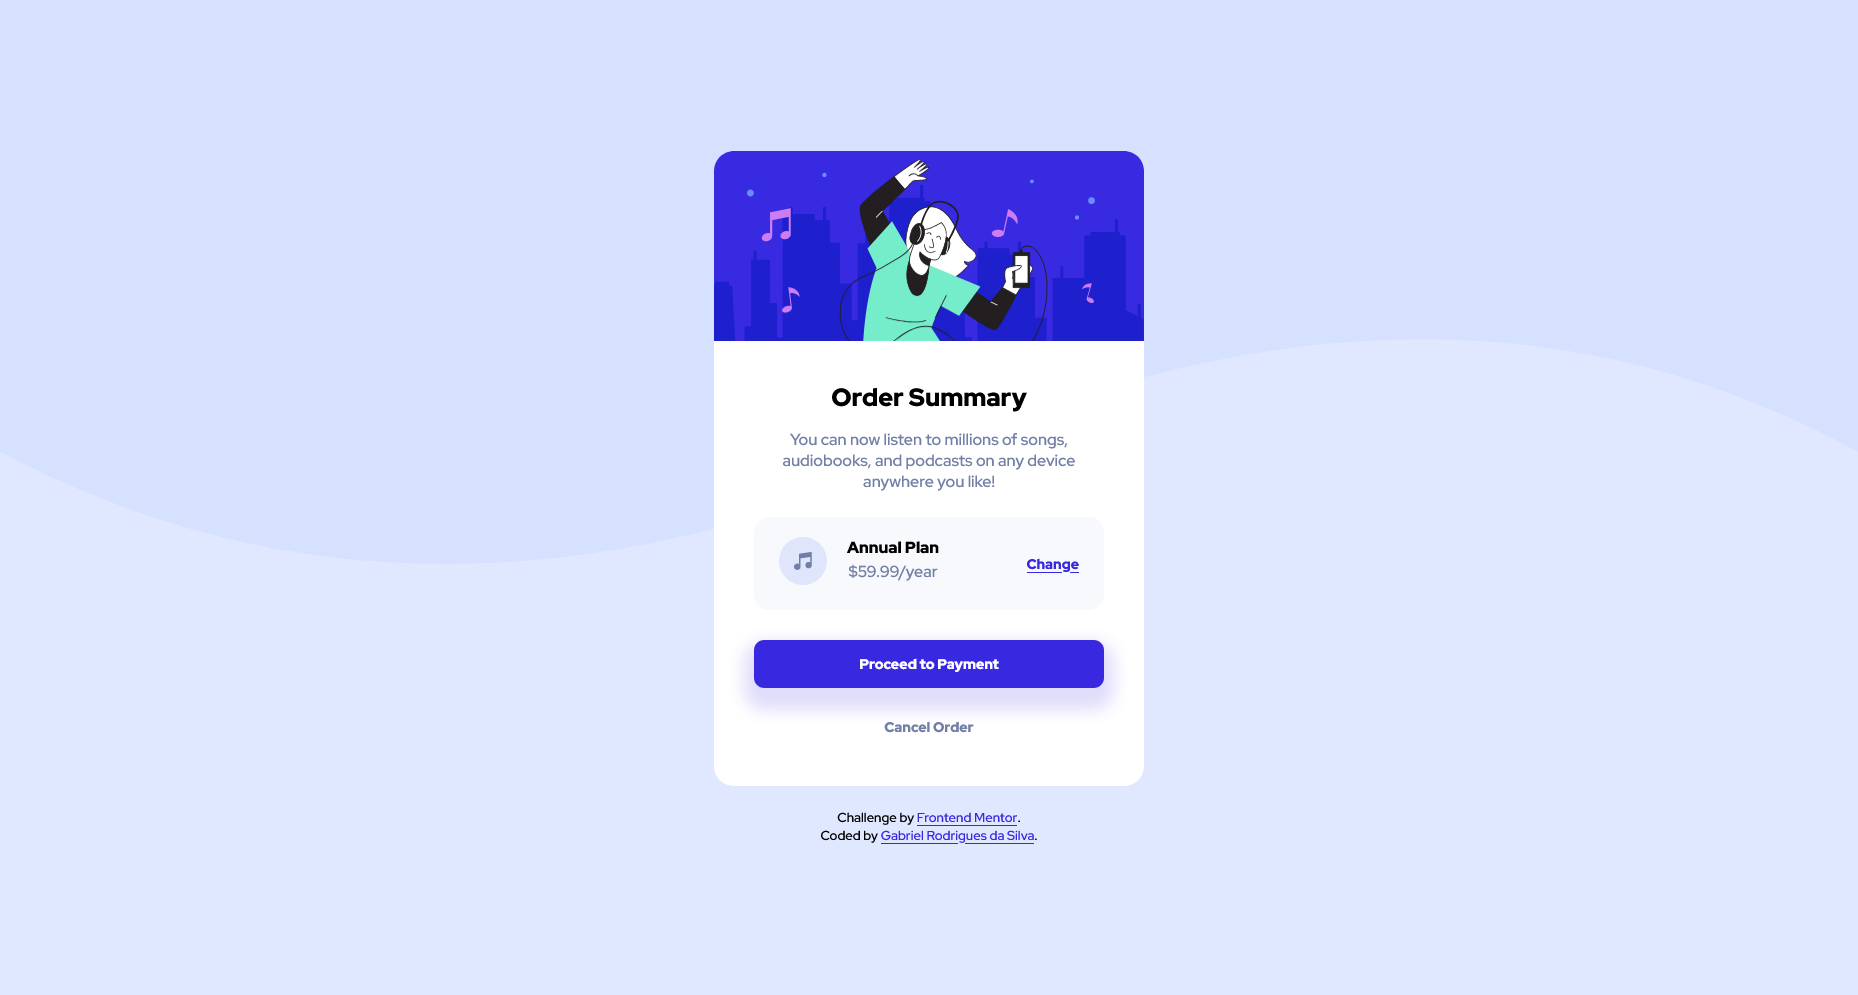 Order Summary
You can now listen to millions of songs,
audiobooks, and podcasts on any device
anywhere you like!
Annual Plan
$59.99/year
Change
Proceed to Payment
Cancel Order
Challenge by Frontend Mentor.
Coded by Gabriel Rodrigues da Silva.